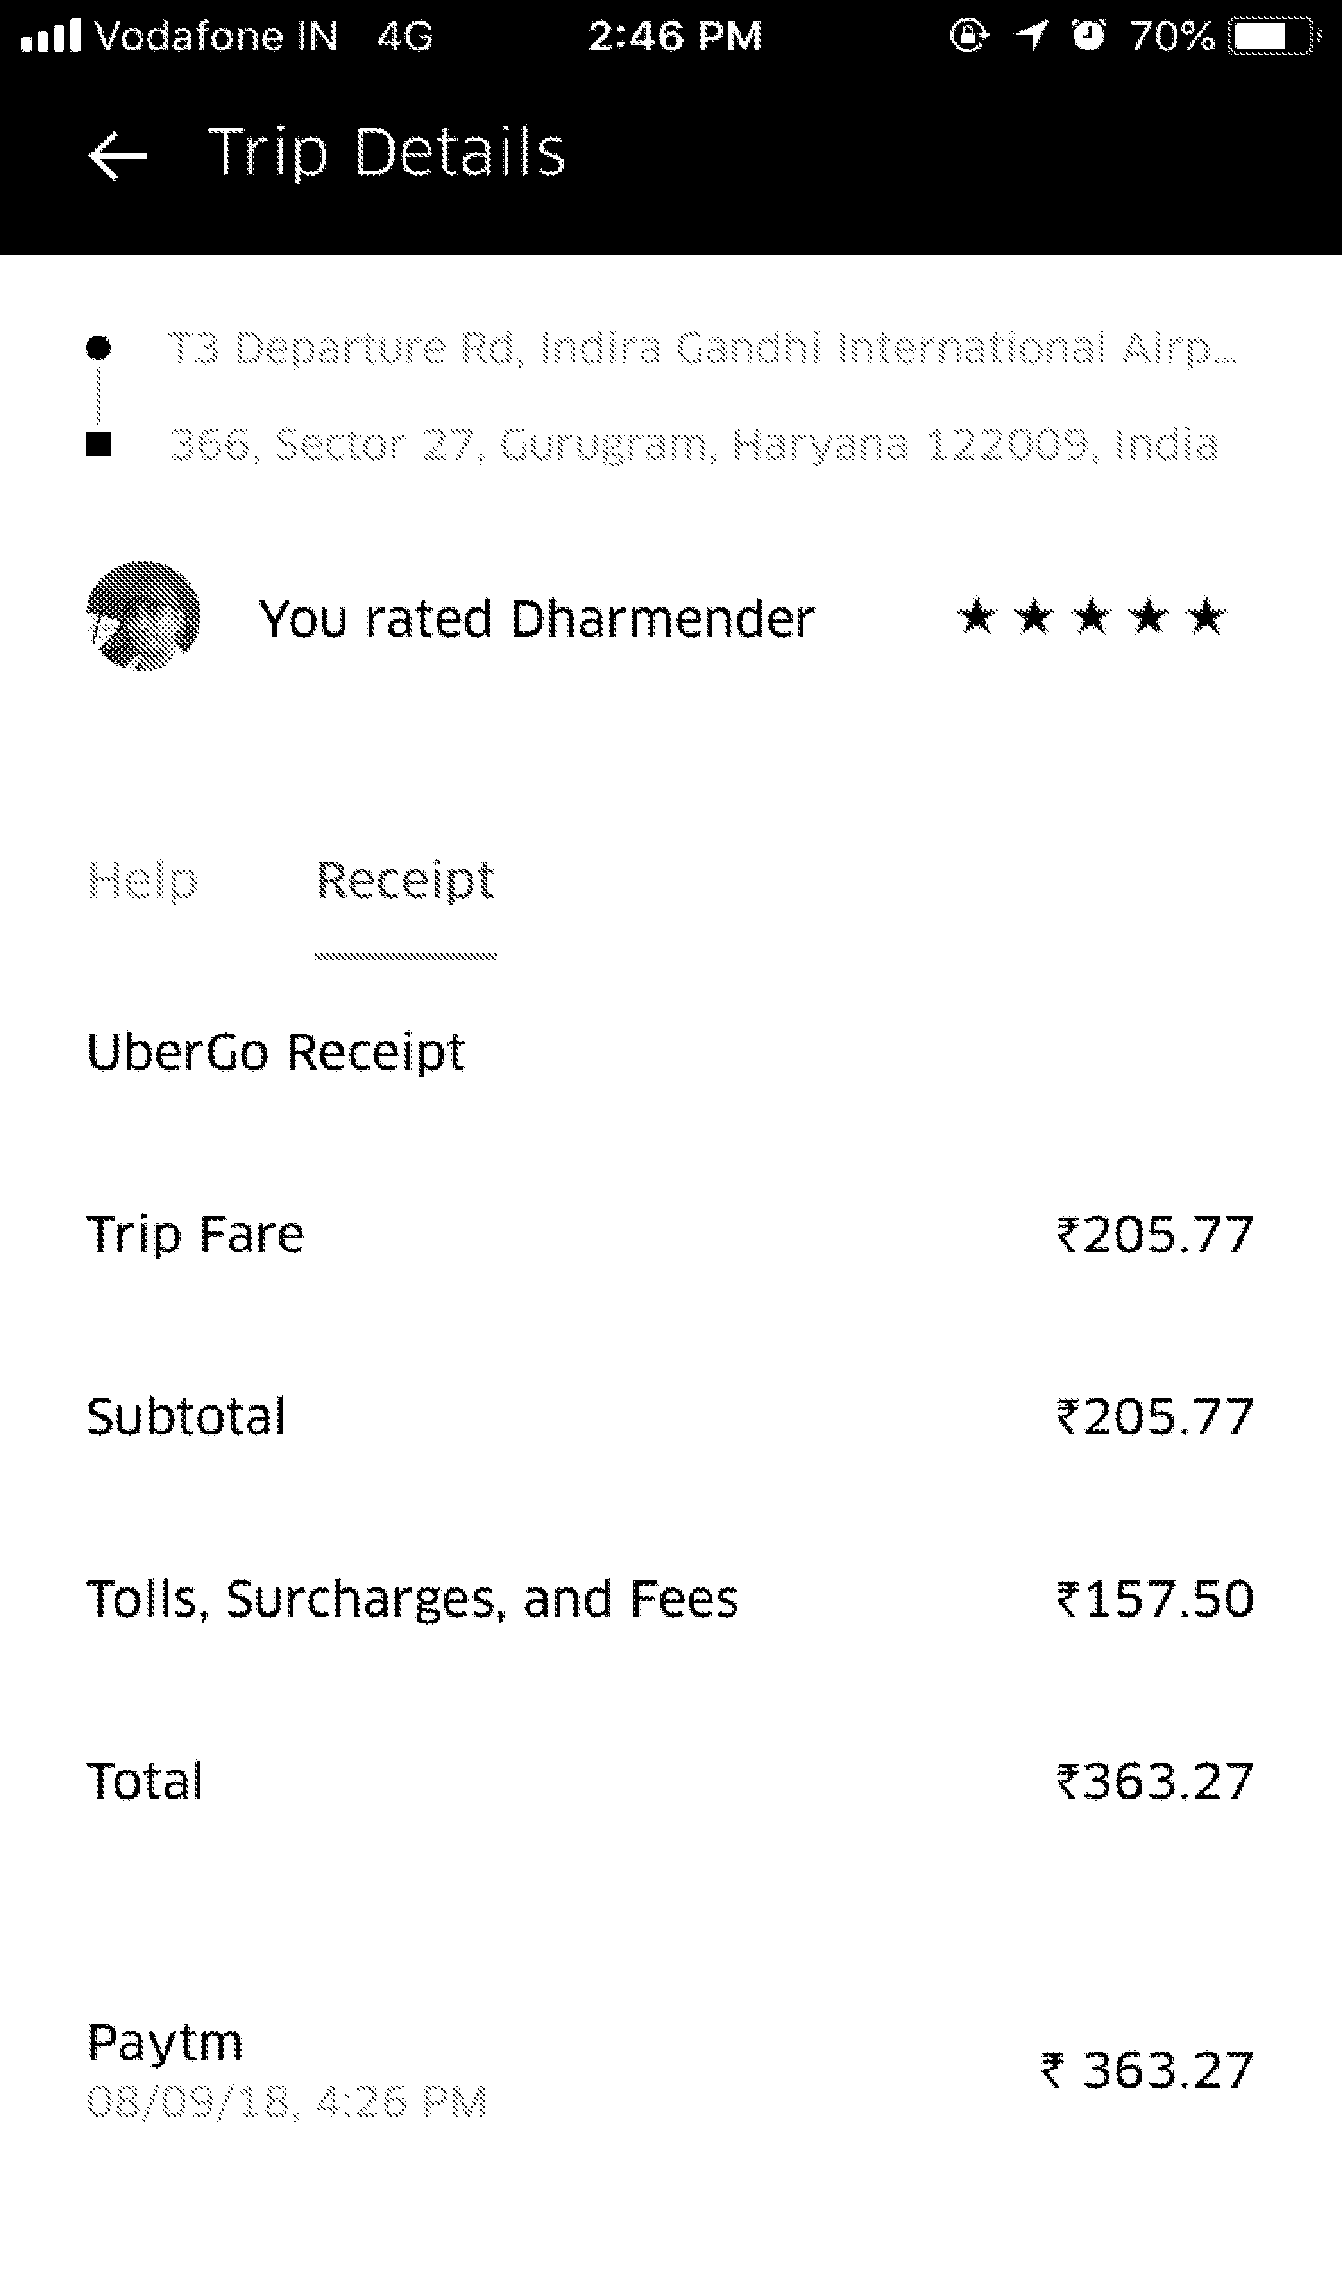 Vodafone IN 4G 2:46 PM 70%
Trip Details
T3 Departure Rd, Indira Gandhi International Airp...
366, Sector 27, Gurugram, Haryana 122009, India
You rated Dharmender ★★★★★
Help Receipt
UberGo Receipt
Trip Fare ₹205.77
Subtotal ₹205.77
Tolls, Surcharges, and Fees ₹157.50
Total ₹363.27
Paytm ₹ 363.27
08/09/18, 4:26 PM